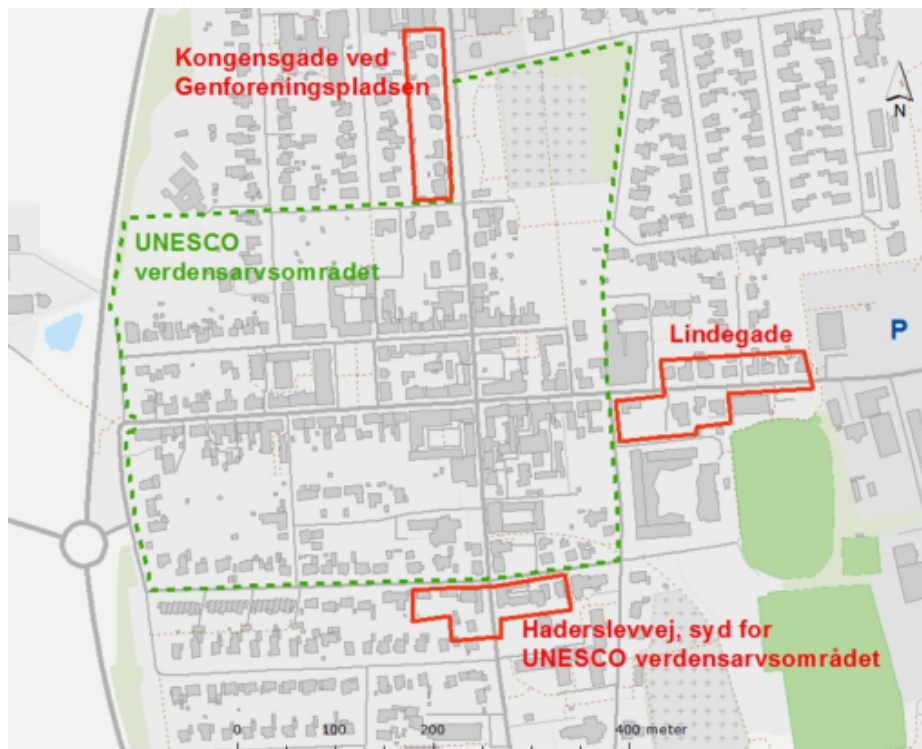 Kongensgade ved
Genforeningspladsen
N
UNESCO
verdensarvsområdet
Lindegade
P
Haderslevvej, syd for
UNESCO verdensarvsområdet
0 100 200 400 meter